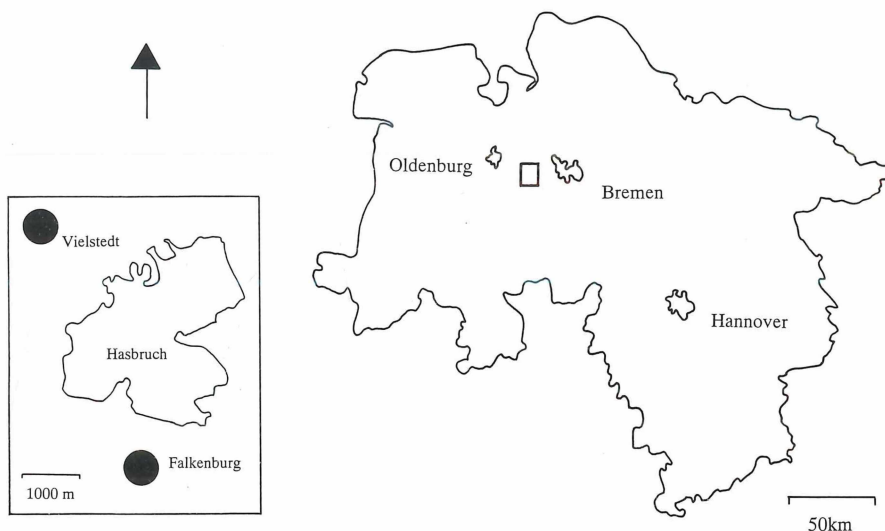 Oldenburg
Bremen
Hannover
50km
Vielstedt
Hasbruch
Falkenburg
1000 m